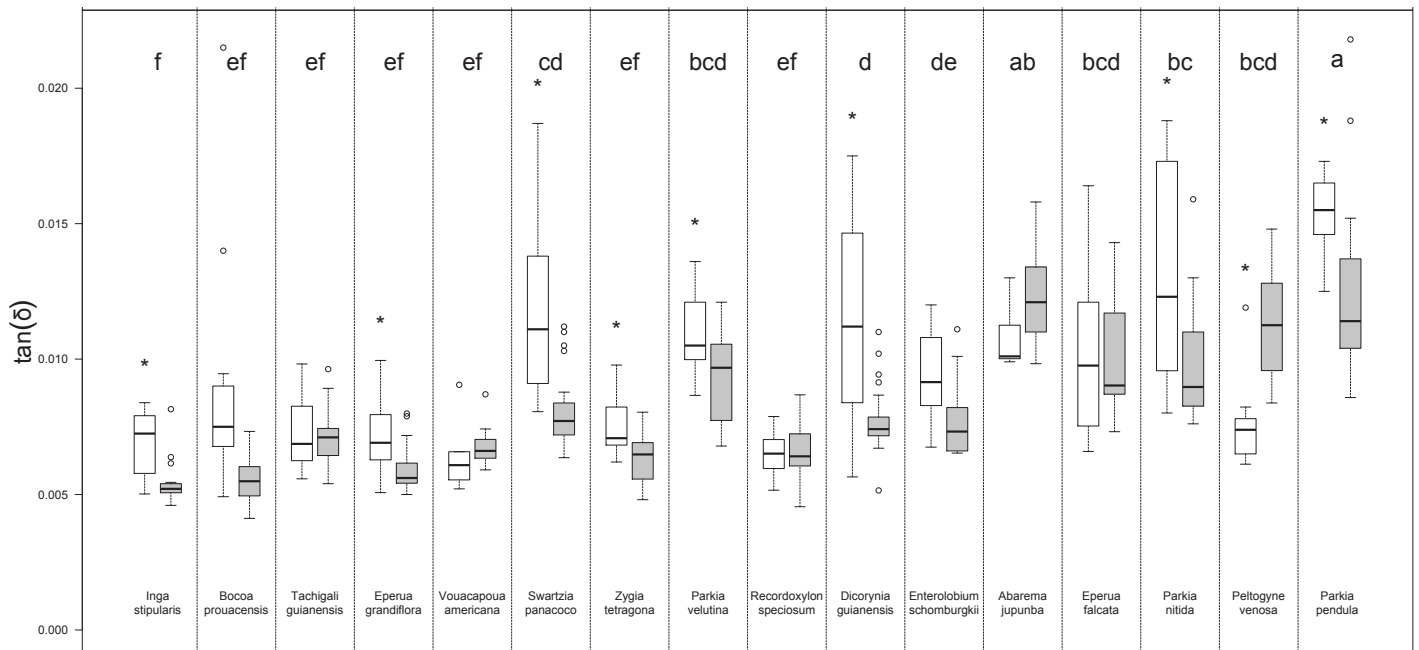 f ef ef ef ef cd ef bcd ef d de ab bcd bc bcd a
* * * * * * * * *
tan(δ)
0.020
0.015
0.010
0.005
0.000
Inga
stipularis
Bocoa
prouacensis
Tachigali
guianensis
Eperua
grandiflora
Vouacapoua
americana
Swartzia
panacoco
Zygia
tetragona
Parkia
velutina
Recordoxylon
speciosum
Dicorynia
guianensis
Enterolobium
schomburgkii
Abarema
jupunba
Eperua
falcata
Parkia
nitida
Peltogyne
venosa
Parkia
pendula